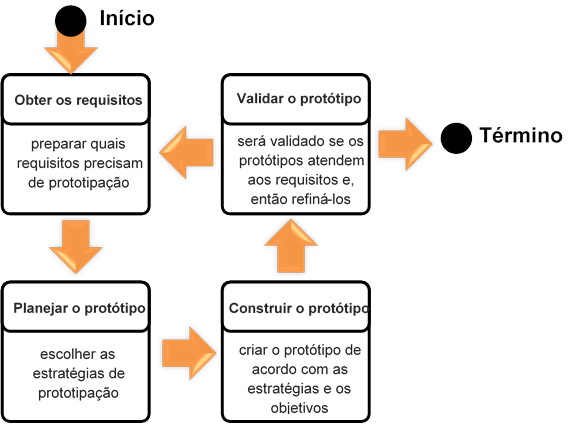 Início
Obter os requisitos
preparar quais
requisitos precisam
de prototipação
Validar o protótipo
será validado se os
protótipos atendem
aos requisitos e,
então refiná-los
Término
Planejar o protótipo
escolher as
estratégias de
prototipação
Construir o protótipo
criar o protótipo de
acordo com as
estratégias e os
objetivos